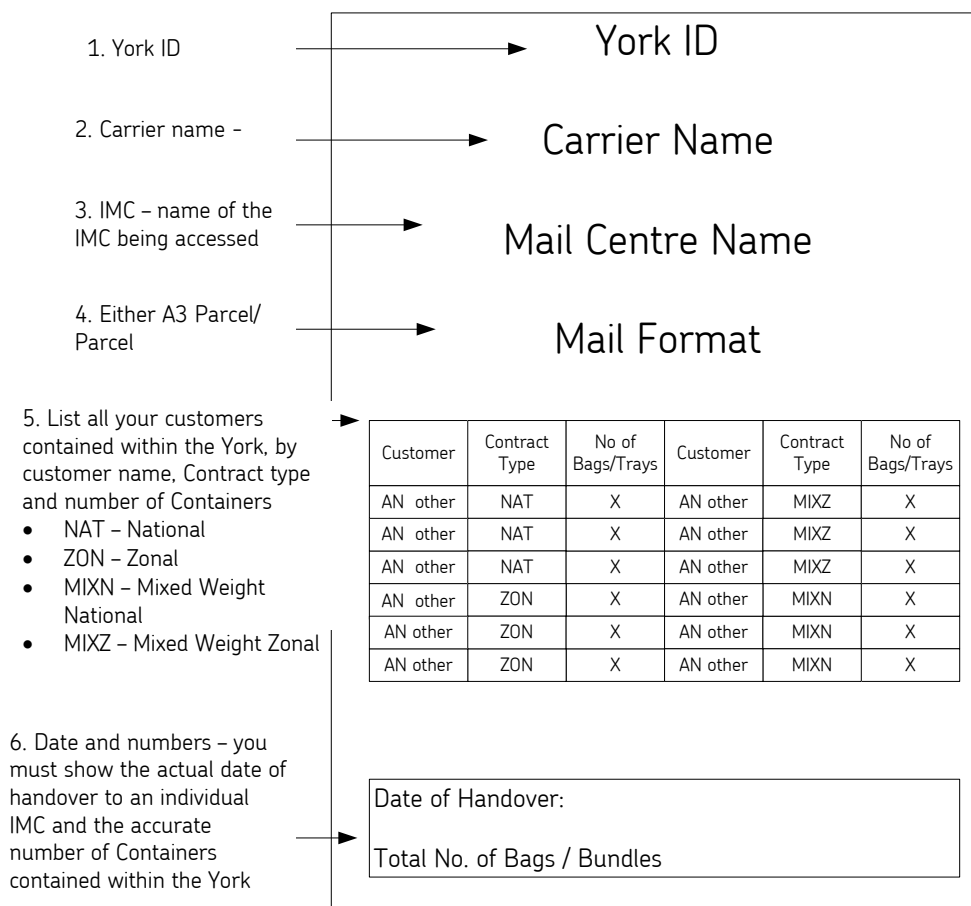 1. York ID
York ID
2. Carrier name -
Carrier Name
3. IMC – name of the
IMC being accessed
Mail Centre Name
4. Either A3 Parcel/
Parcel
Mail Format
5. List all your customers
contained within the York, by
customer name, Contract type
and number of Containers
• NAT – National
• ZON – Zonal
• MIXN – Mixed Weight
National
• MIXZ – Mixed Weight Zonal
Customer Contract Type No of Bags/Trays Customer Contract Type No of Bags/Trays
AN other NAT X AN other MIXZ X
AN other NAT X AN other MIXZ X
AN other NAT X AN other MIXZ X
AN other ZON X AN other MIXN X
AN other ZON X AN other MIXN X
AN other ZON X AN other MIXN X
6. Date and numbers – you
must show the actual date of
handover to an individual
IMC and the accurate
number of Containers
contained within the York
Date of Handover:
Total No. of Bags / Bundles